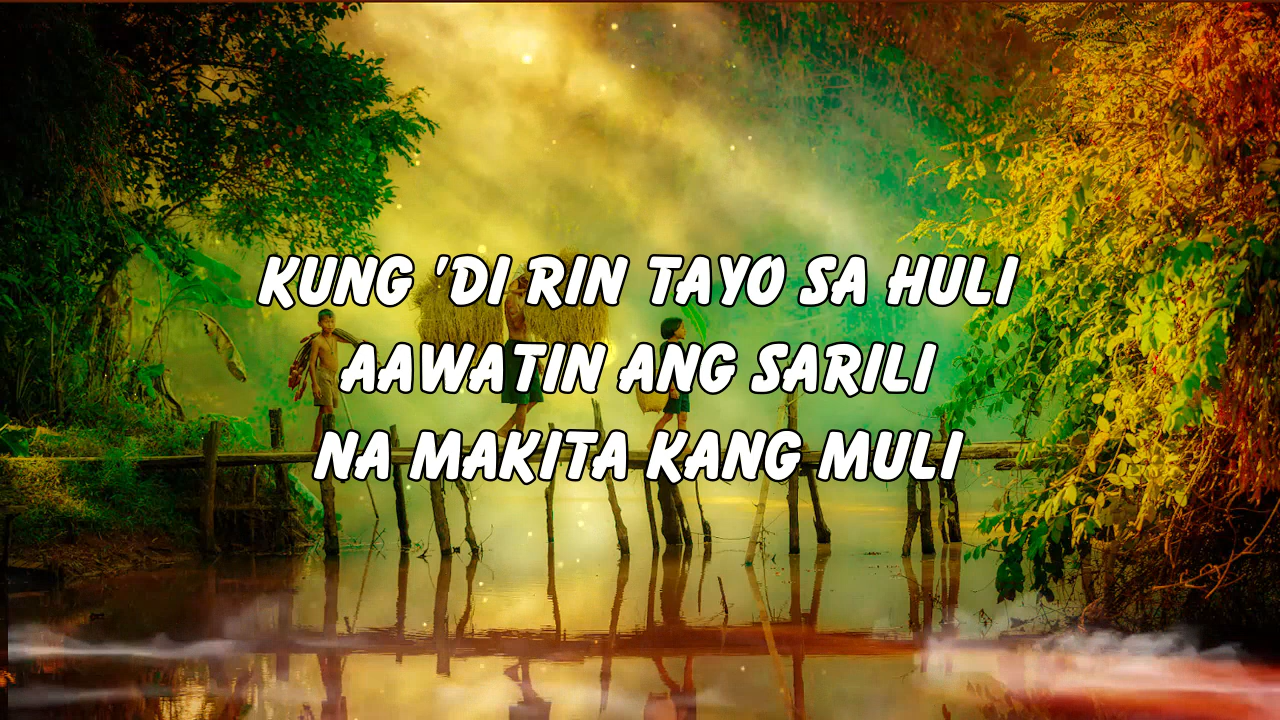 KUNG 'DI RIN TAYO SA HULI
AAWATIN ANG SARILI
NA MAKITA KANG MULI